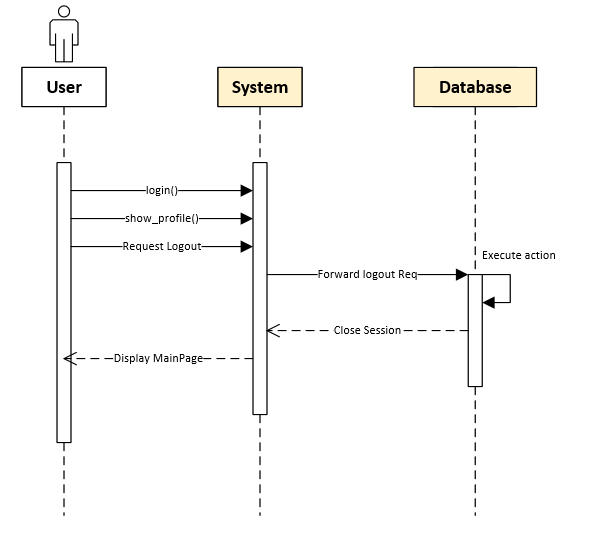 User
System
Database
login()
show_profile()
Request Logout
Execute action
Forward logout Req
Close Session
Display MainPage